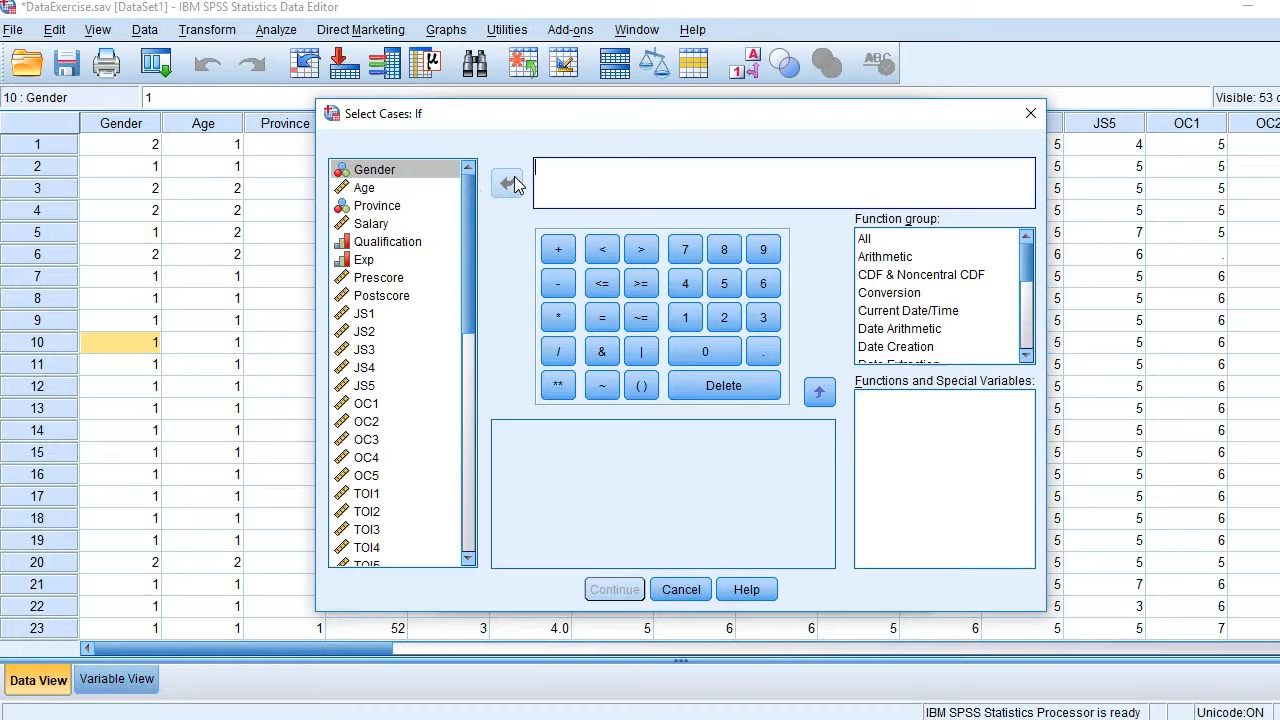 *DataExercise.sav [DataSet1] - IBM SPSS Statistics Data Editor
File Edit View Data Transform Analyze Direct Marketing Graphs Utilities Add-ons Window Help
10 : Gender 1 Visible: 53 o
Gender Age Province JS5 OC1 OC2
1 2 1 5 4 5
2 1 1 5 5 5
3 2 2 5 5 5
4 2 2 5 5 5
5 1 2 5 7 5
6 2 2 6 6 .
7 1 1 5 5 6
8 1 1 5 5 6
9 1 1 5 5 6
10 1 1 5 5 6
11 1 1 5 5 6
12 1 1 5 5 6
13 1 1 5 5 6
14 1 1 5 5 6
15 1 1 5 5 6
16 1 1 5 5 6
17 1 1 5 5 6
18 1 1 5 5 6
19 1 1 5 5 6
20 2 2 5 5 6
21 1 1 5 7 6
22 1 1 5 3 6
23 1 1 1 52 3 4.0 5 6 6 5 6 5 5 7
Select Cases: If
Gender
Age
Province
Salary
Qualification
Exp
Prescore
Postscore
JS1
JS2
JS3
JS4
JS5
OC1
OC2
OC3
OC4
OC5
TOI1
TOI2
TOI3
TOI4
TOI5
+ < > 7 8 9
- <= >= 4 5 6
* = ~= 1 2 3
/ & | 0 .
** ~ ( ) Delete
Function group:
All
Arithmetic
CDF & Noncentral CDF
Conversion
Current Date/Time
Date Arithmetic
Date Creation
Date Extraction
Functions and Special Variables:
Continue Cancel Help
Data View Variable View
IBM SPSS Statistics Processor is ready Unicode:ON